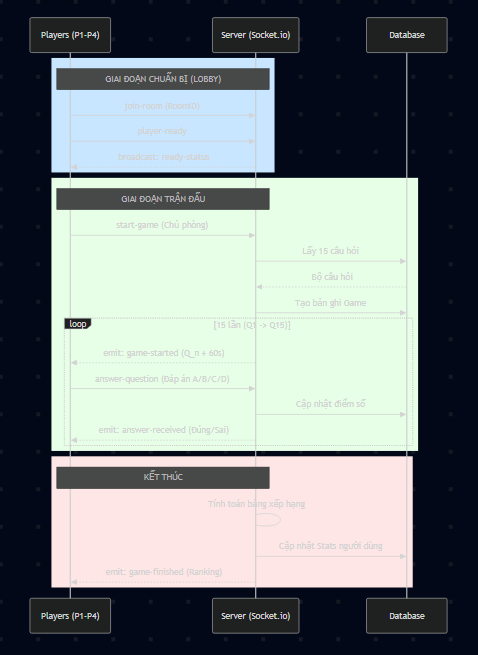 Players (P1-P4) Server (Socket.io) Database
GIAI ĐOẠN CHUẨN BỊ (LOBBY)
join-room (RoomID)
player-ready
broadcast: ready-status
GIAI ĐOẠN TRẬN ĐẤU
start-game (Chủ phòng)
Lấy 15 câu hỏi
Bộ câu hỏi
Tạo bản ghi Game
loop [15 lần (Q1 -> Q15)]
emit: game-started (Q_n + 60s)
answer-question (Đáp án A/B/C/D)
Cập nhật điểm số
emit: answer-received (Đúng/Sai)
KẾT THÚC
Tính toán bảng xếp hạng
Cập nhật Stats người dùng
emit: game-finished (Ranking)
Players (P1-P4) Server (Socket.io) Database